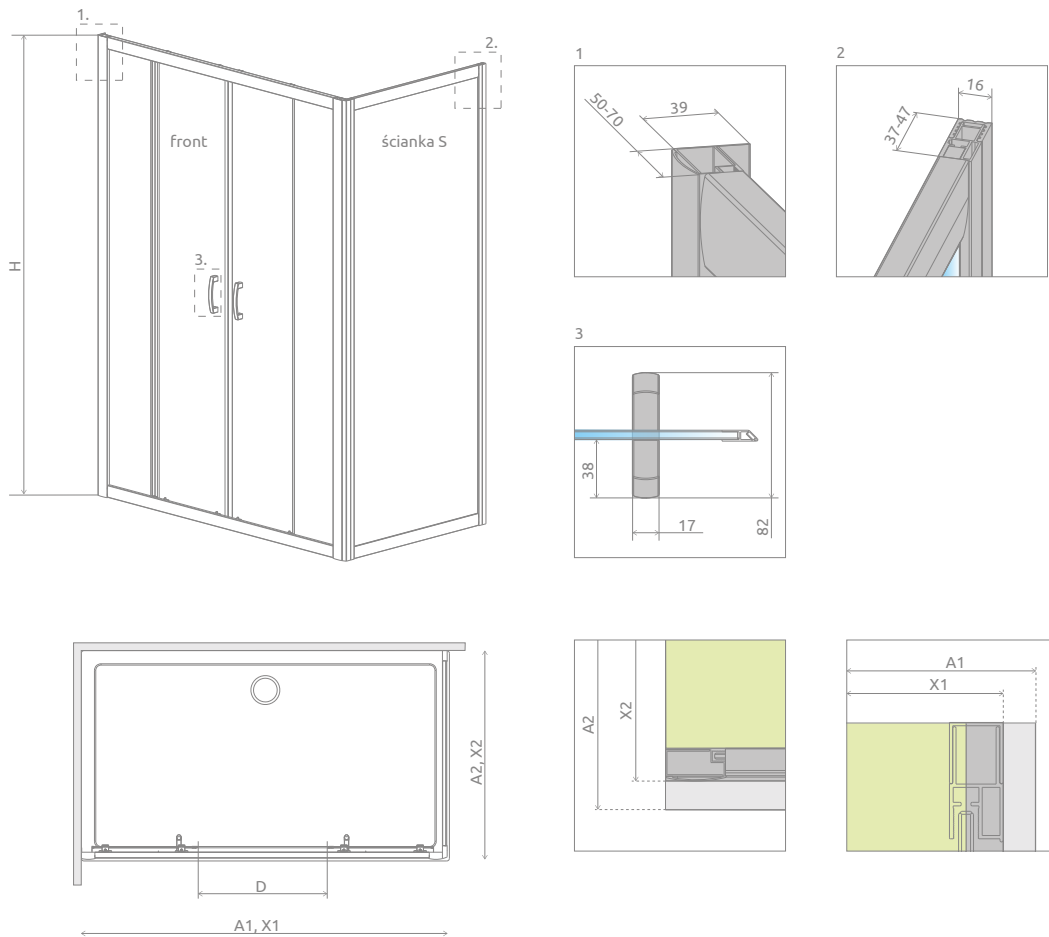 1.
2.
front
ścianka S
3.
H
1
50-70
39
2
16
37-47
3
38
17
82
A2, X2
D
A1, X1
A2
X2
A1
X1